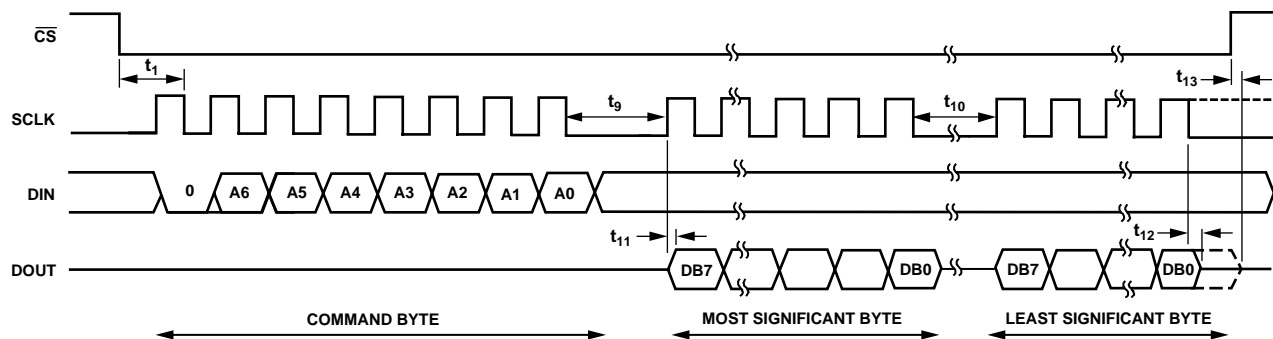 CS
t1
t13
SCLK
t9
t10
DIN
0 A6 A5 A4 A3 A2 A1 A0
t11
t12
DOUT
DB7 DB0 DB7 DB0
COMMAND BYTE MOST SIGNIFICANT BYTE LEAST SIGNIFICANT BYTE